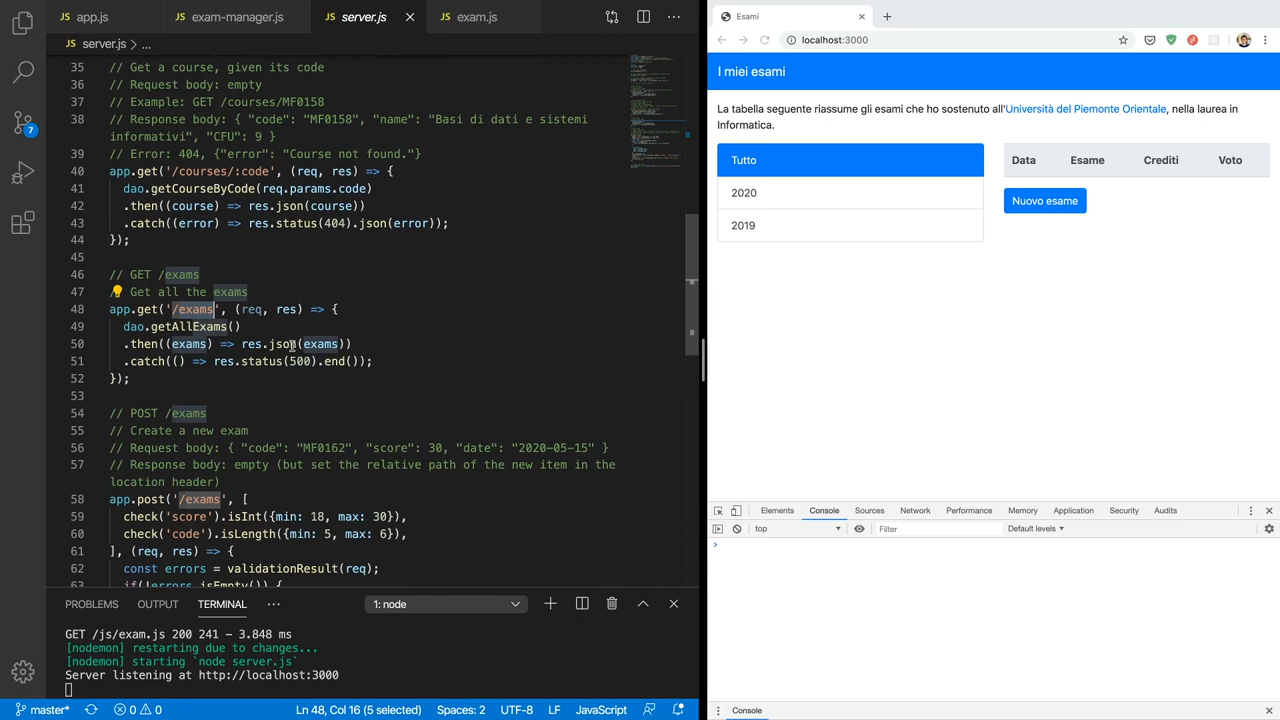 app.js
exam-manager.js
server.js
exam.js
server.js > ...
35 // Get a course, given its code
36 // Request body: empty
37 // Example: GET /courses/MF0158
38 // Response body: { "code": "MF0158", "name": "Basi di dati e sistemi
informativi", "CFU": 9 }
39 // Error: 404, {"error": "Course not found."}
40 app.get('/courses/:code', (req, res) => {
41 dao.getCourseByCode(req.params.code)
42 .then((course) => res.json(course))
43 .catch((error) => res.status(404).json(error));
44 });
45
46 // GET /exams
47 // Get all the exams
48 app.get('/exams', (req, res) => {
49 dao.getAllExams()
50 .then((exams) => res.json(exams))
51 .catch(() => res.status(500).end());
52 });
53
54 // POST /exams
55 // Create a new exam
56 // Request body: { "code": "MF0162", "score": 30, "date": "2020-05-15" }
57 // Response body: empty (but set the relative path of the new item in the
location header)
58 app.post('/exams', [
59 check('score').isInt({min: 18, max: 30}),
60 check('code').isLength({min: 5, max: 6}),
61 ], (req, res) => {
62 const errors = validationResult(req);
63 if(!errors.isEmpty()) {
7
PROBLEMS
OUTPUT
TERMINAL
...
1: node
GET /js/exam.js 200 241 - 3.848 ms
[nodemon] restarting due to changes...
[nodemon] starting `node server.js`
Server listening at http://localhost:3000
master*
0
0
Ln 48, Col 16 (5 selected)
Spaces: 2
UTF-8
LF
JavaScript
Esami
localhost:3000
I miei esami
La tabella seguente riassume gli esami che ho sostenuto all'Università del Piemonte Orientale, nella laurea in
Informatica.
Tutto
2020
2019
Data
Esame
Crediti
Voto
Nuovo esame
Elements
Console
Sources
Network
Performance
Memory
Application
Security
Audits
top
Filter
Default levels
Console